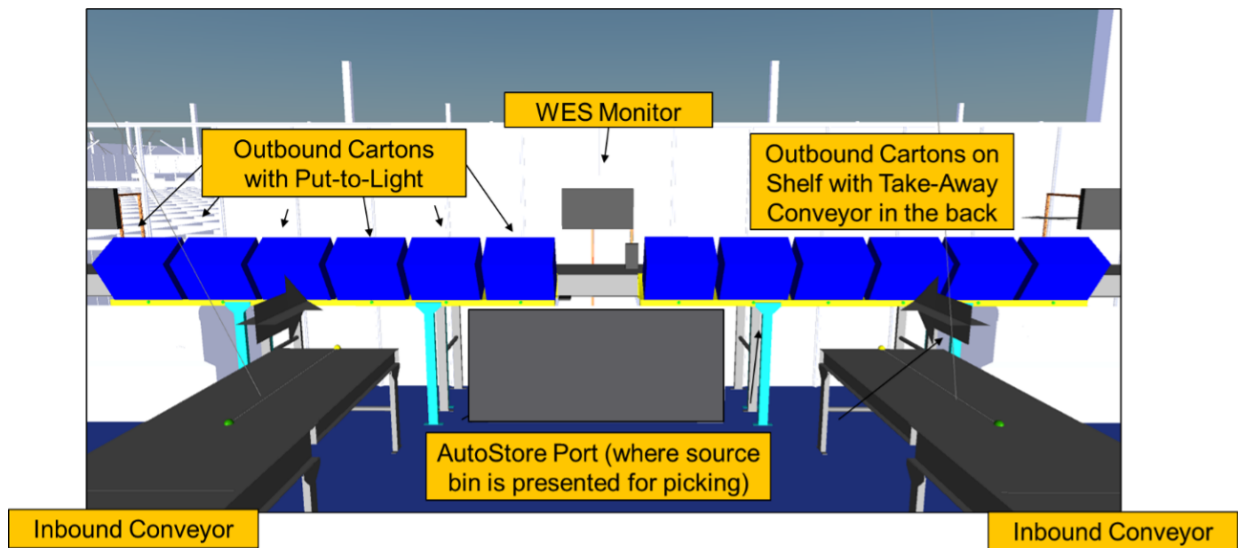 WES Monitor
Outbound Cartons
with Put-to-Light
Outbound Cartons on
Shelf with Take-Away
Conveyor in the back
AutoStore Port (where source
bin is presented for picking)
Inbound Conveyor
Inbound Conveyor